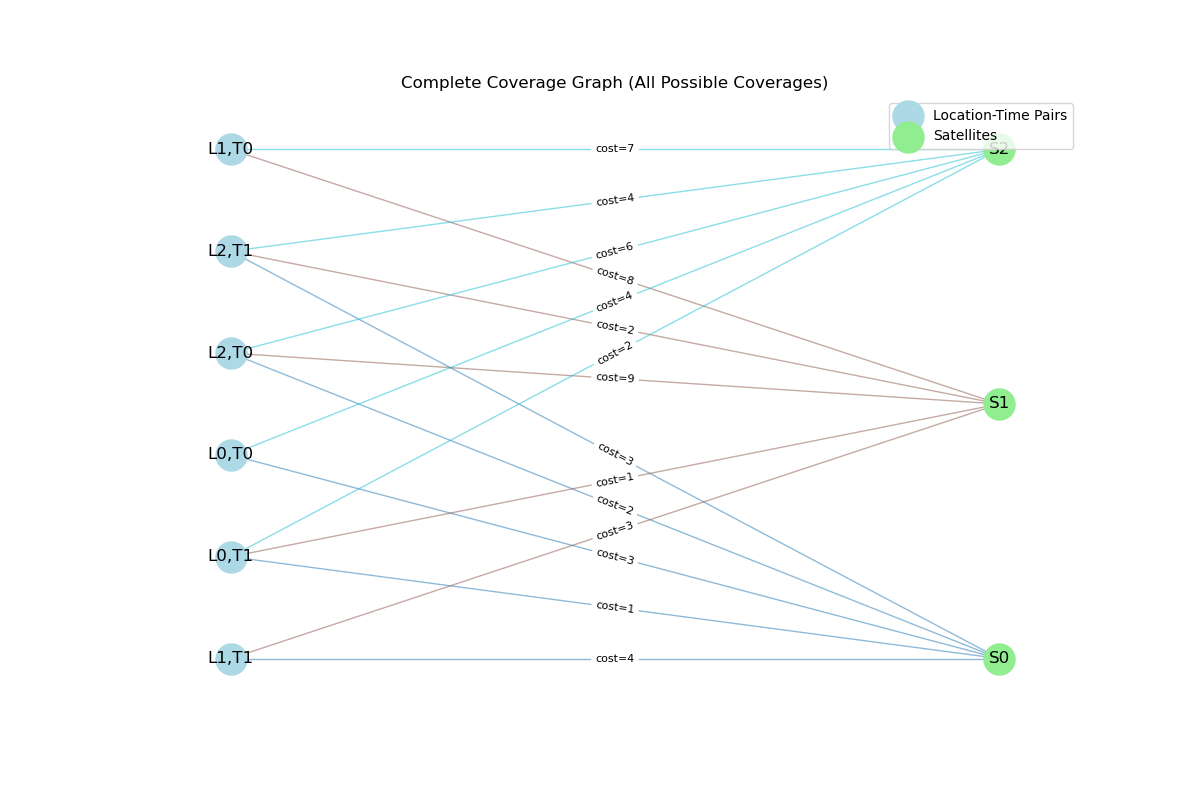 Complete Coverage Graph (All Possible Coverages)
Location-Time Pairs
Satellites
L1,T0
cost=7
S2
cost=4
L2,T1
cost=6
cost=8
cost=4
cost=2
L2,T0
cost=2
cost=9
S1
L0,T0
cost=3
cost=1
cost=2
cost=3
L0,T1
cost=3
cost=1
L1,T1
cost=4
S0